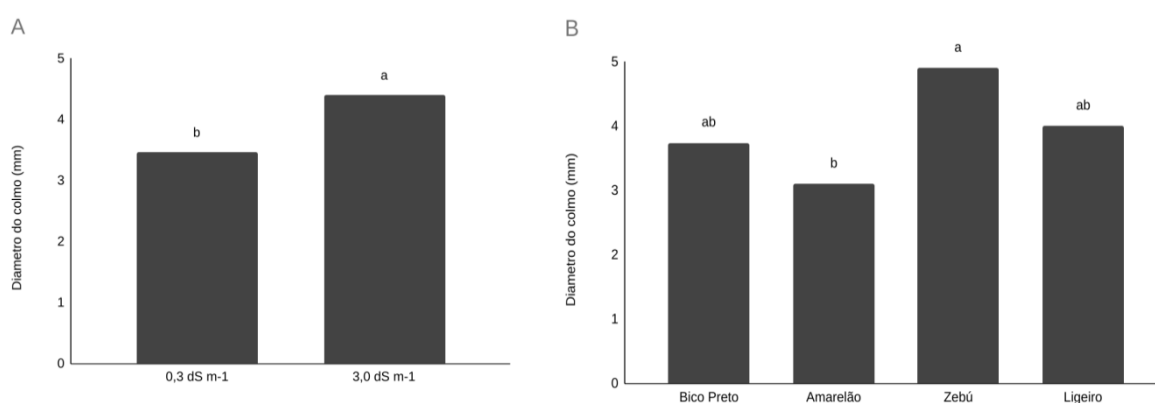 A
Diametro do colmo (mm)
5
4
3
2
1
0
b
a
0,3 dS m-1
3,0 dS m-1
B
Diametro do colmo (mm)
5
4
3
2
1
0
ab
b
a
ab
Bico Preto
Amarelão
Zebú
Ligeiro